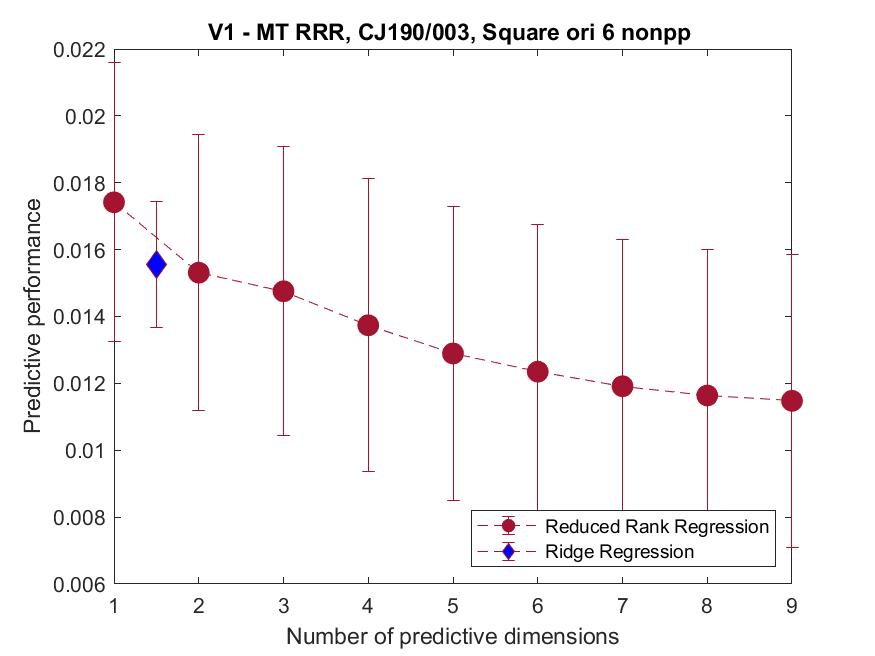 V1 - MT RRR, CJ190/003, Square ori 6 nonpp
0.022
0.02
0.018
0.016
0.014
0.012
0.01
0.008
0.006
Predictive performance
Reduced Rank Regression
Ridge Regression
1 2 3 4 5 6 7 8 9
Number of predictive dimensions